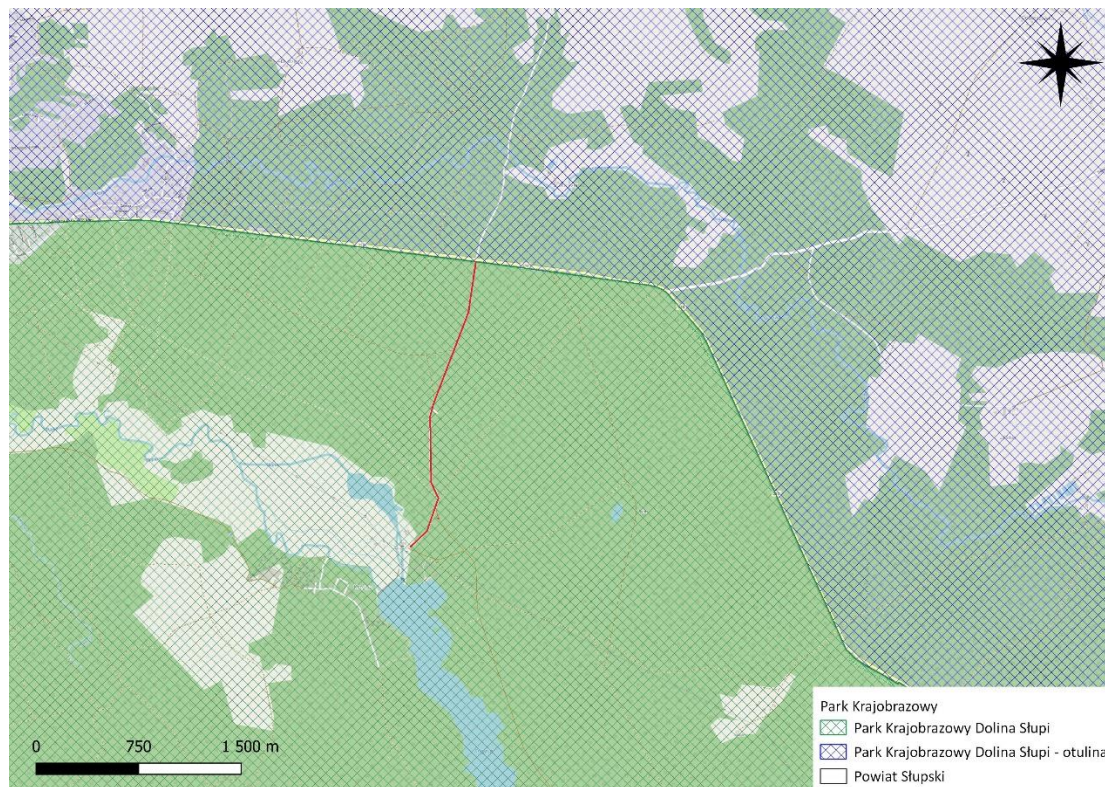 0 750 1 500 m
Park Krajobrazowy
Park Krajobrazowy Dolina Słupi
Park Krajobrazowy Dolina Słupi - otulina
Powiat Słupski